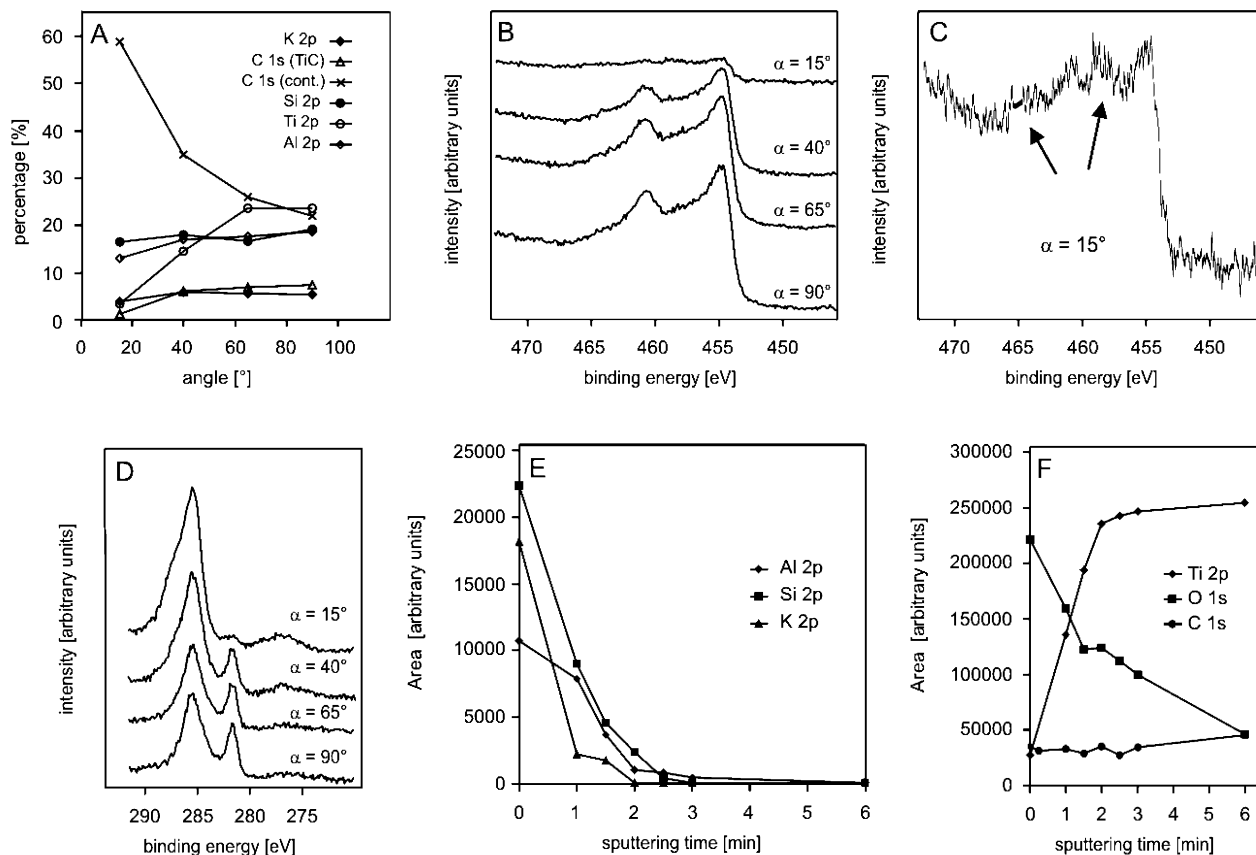 A
60
50
40
30
20
10
0
percentage [%]
0 20 40 60 80 100
angle [°]
K 2p
C 1s (TiC)
C 1s (cont.)
Si 2p
Ti 2p
Al 2p
B
intensity [arbitrary units]
α = 15°
α = 40°
α = 65°
α = 90°
470 465 460 455 450
binding energy [eV]
C
intensity [arbitrary units]
α = 15°
470 465 460 455 450
binding energy [eV]
D
intensity [arbitrary units]
α = 15°
α = 40°
α = 65°
α = 90°
290 285 280 275
binding energy [eV]
E
25000
20000
15000
10000
5000
0
Area [arbitrary units]
Al 2p
Si 2p
K 2p
0 1 2 3 4 5 6
sputtering time [min]
F
300000
250000
200000
150000
100000
50000
0
Area [arbitrary units]
Ti 2p
O 1s
C 1s
0 1 2 3 4 5 6
sputtering time [min]